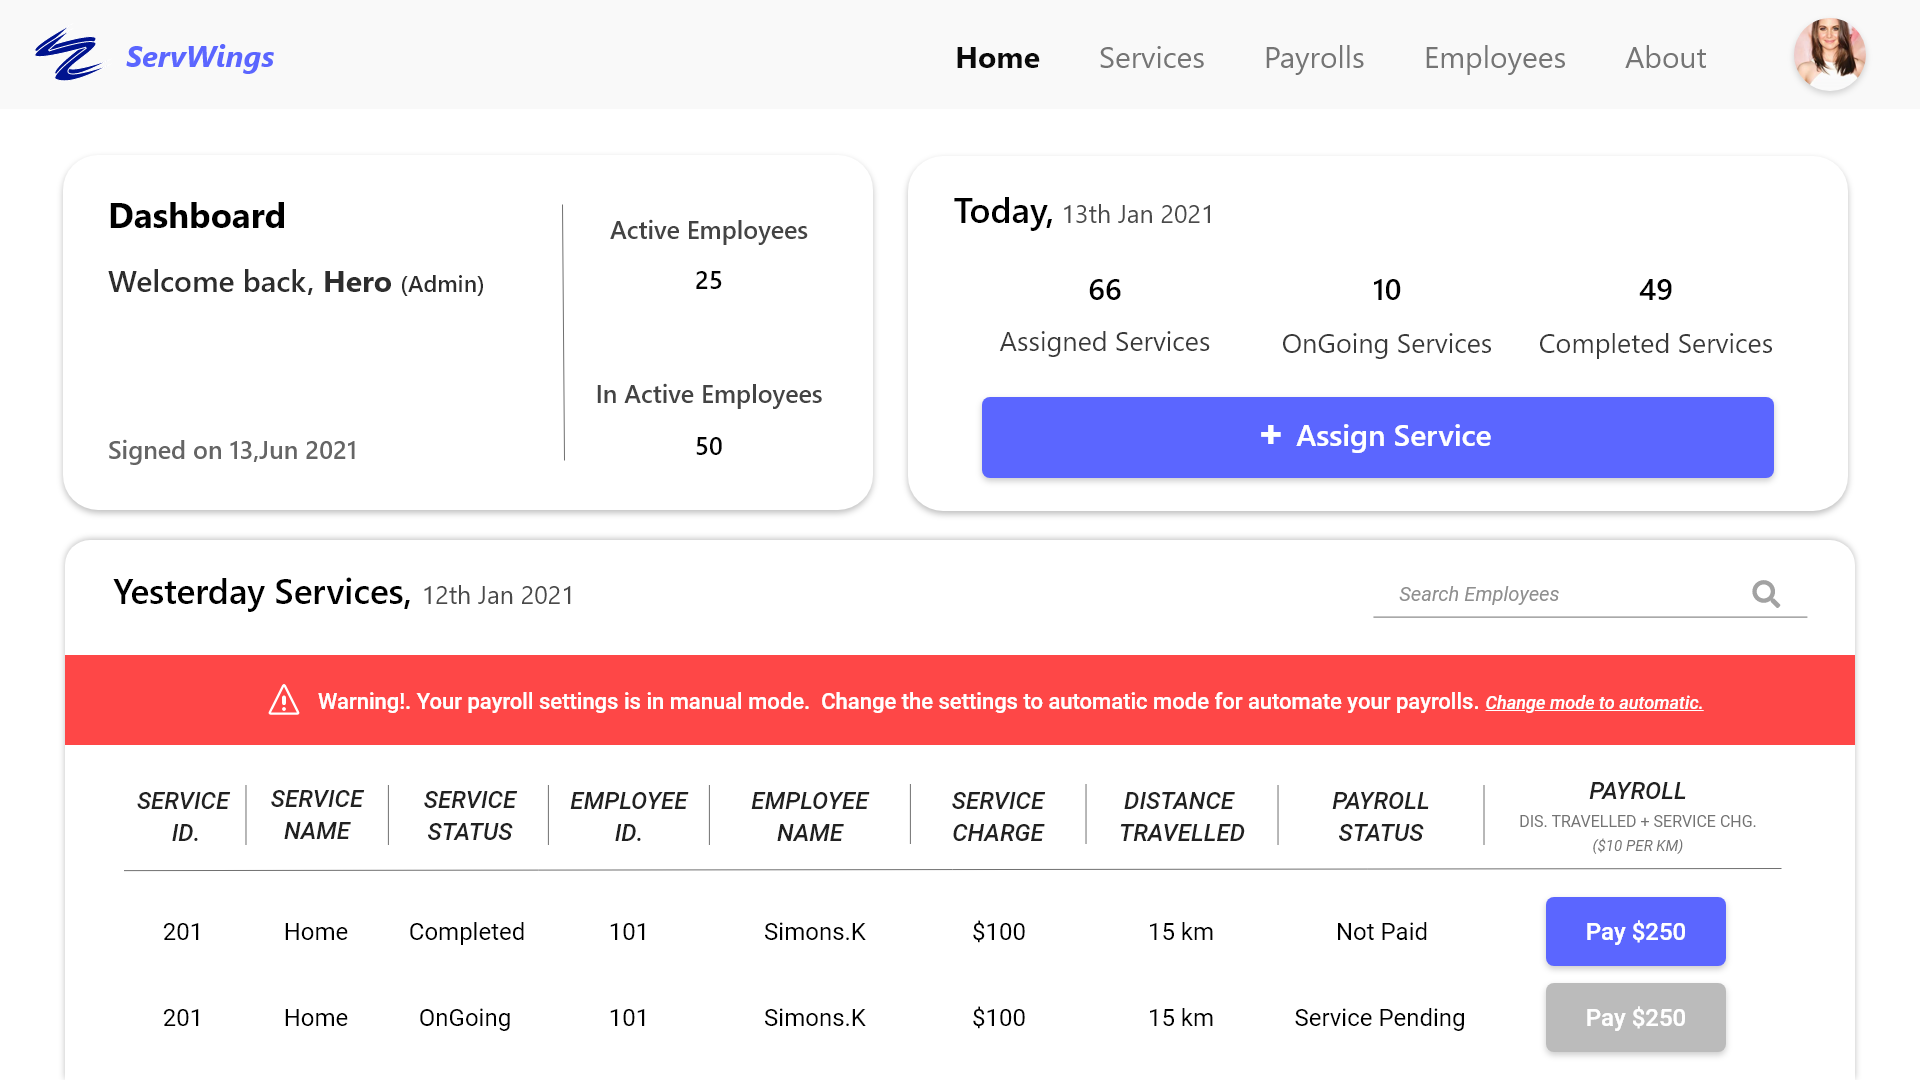 ServWings
Home Services Payrolls Employees About
Dashboard
Welcome back, Hero (Admin)
Signed on 13,Jun 2021
Active Employees
25
In Active Employees
50
Today, 13th Jan 2021
66 10 49
Assigned Services OnGoing Services Completed Services
+ Assign Service
Yesterday Services, 12th Jan 2021
Search Employees
Warning!. Your payroll settings is in manual mode. Change the settings to automatic mode for automate your payrolls. Change mode to automatic.
SERVICE ID. SERVICE NAME SERVICE STATUS EMPLOYEE ID. EMPLOYEE NAME SERVICE CHARGE DISTANCE TRAVELLED PAYROLL STATUS PAYROLL
DIS. TRAVELLED + SERVICE CHG.
($10 PER KM)
201 Home Completed 101 Simons.K $100 15 km Not Paid Pay $250
201 Home OnGoing 101 Simons.K $100 15 km Service Pending Pay $250